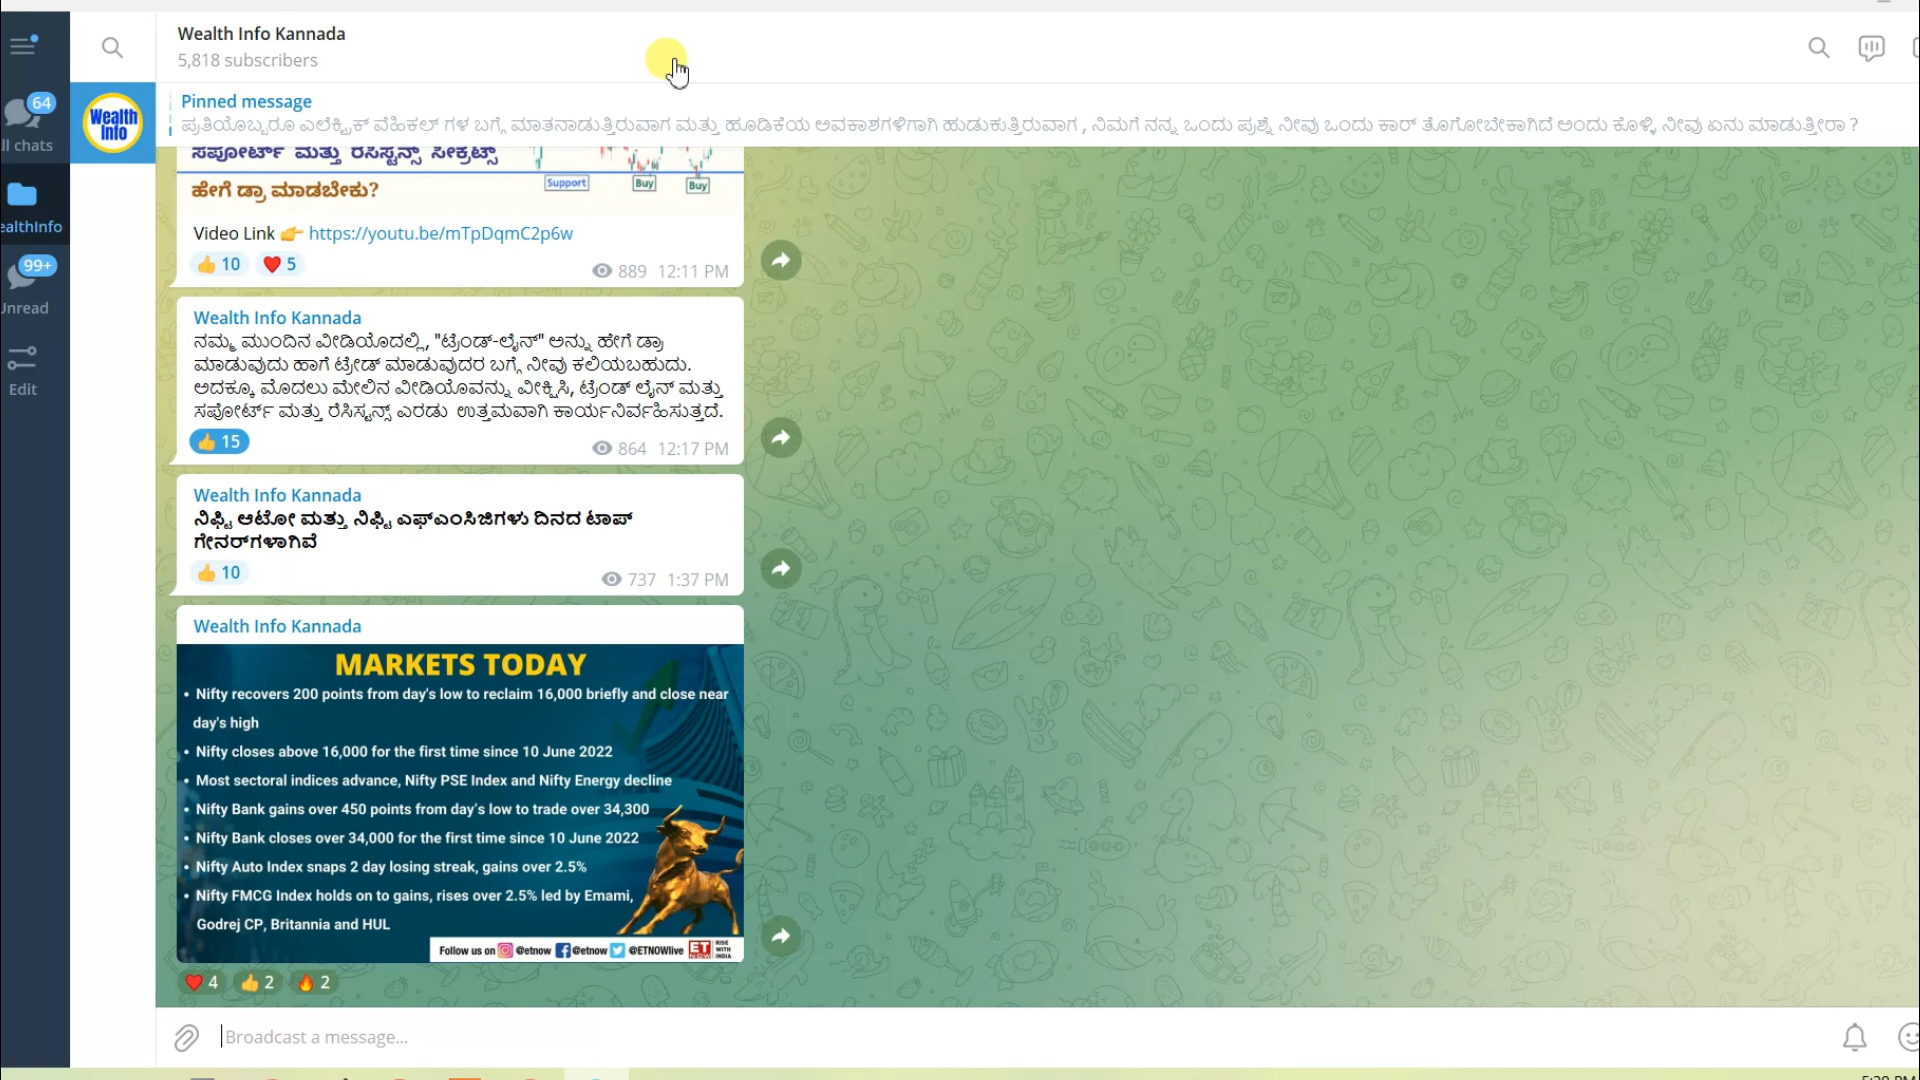 Wealth Info Kannada
5,818 subscribers
Pinned message
ಪ್ರತಿಯೊಬ್ಬರೂ ಎಲೆಕ್ಟ್ರಿಕ್ ವೆಹಿಕಲ್ ಗಳ ಬಗ್ಗೆ ಮಾತನಾಡುತ್ತಿರುವಾಗ ಮತ್ತು ಹೂಡಿಕೆಯ ಅವಕಾಶಗಳಿಗಾಗಿ ಹುಡುಕುತ್ತಿರುವಾಗ , ನಿಮಗೆ ನನ್ನ ಒಂದು ಪ್ರಶ್ನೆ ನೀವು ಒಂದು ಕಾರ್ ತೊಗೋಬೇಕಾಗಿದೆ ಅಂದು ಕೊಳ್ಳಿ ನೀವು ಏನು ಮಾಡುತ್ತೀರಾ ?
64
ll chats
Wealth
Info
ealthInfo
99+
Unread
Edit
ಸಪೋರ್ಟ್ ಮತ್ತು ರೆಸಿಸ್ಟನ್ಸ್ ಸೀಕ್ರೆಟ್ಸ್
Support
Buy
Buy
ಹೇಗೆ ಡ್ರಾ ಮಾಡಬೇಕು?
Video Link 👉 https://youtu.be/mTpDqmC2p6w
👍 10 ❤️ 5
889 12:11 PM
Wealth Info Kannada
ನಮ್ಮ ಮುಂದಿನ ವೀಡಿಯೊದಲ್ಲಿ, "ಟ್ರೆಂಡ್-ಲೈನ್" ಅನ್ನು ಹೇಗೆ ಡ್ರಾ
ಮಾಡುವುದು ಹಾಗೆ ಟ್ರೇಡ್ ಮಾಡುವುದರ ಬಗ್ಗೆ ನೀವು ಕಲಿಯಬಹುದು.
ಅದಕ್ಕೂ ಮೊದಲು ಮೇಲಿನ ವೀಡಿಯೊವನ್ನು ವೀಕ್ಷಿಸಿ, ಟ್ರೆಂಡ್ ಲೈನ್ ಮತ್ತು
ಸಪೋರ್ಟ್ ಮತ್ತು ರೆಸಿಸ್ಟನ್ಸ್ ಎರಡು ಉತ್ತಮವಾಗಿ ಕಾರ್ಯನಿರ್ವಹಿಸುತ್ತದೆ.
👍 15
864 12:17 PM
Wealth Info Kannada
ನಿಫ್ಟಿ ಆಟೋ ಮತ್ತು ನಿಫ್ಟಿ ಎಫ್‌ಎಂಸಿಜಿಗಳು ದಿನದ ಟಾಪ್
ಗೇನರ್‌ಗಳಾಗಿವೆ
👍 10
737 1:37 PM
Wealth Info Kannada
MARKETS TODAY
• Nifty recovers 200 points from day's low to reclaim 16,000 briefly and close near
day's high
• Nifty closes above 16,000 for the first time since 10 June 2022
• Most sectoral indices advance, Nifty PSE Index and Nifty Energy decline
• Nifty Bank gains over 450 points from day's low to trade over 34,300
• Nifty Bank closes over 34,000 for the first time since 10 June 2022
• Nifty Auto Index snaps 2 day losing streak, gains over 2.5%
• Nifty FMCG Index holds on to gains, rises over 2.5% led by Emami,
Godrej CP, Britannia and HUL
Follow us on @etnow @etnow @ETNOWlive ET NOW RISE WITH INDIA
❤️ 4 👍 2 🔥 2
Broadcast a message...